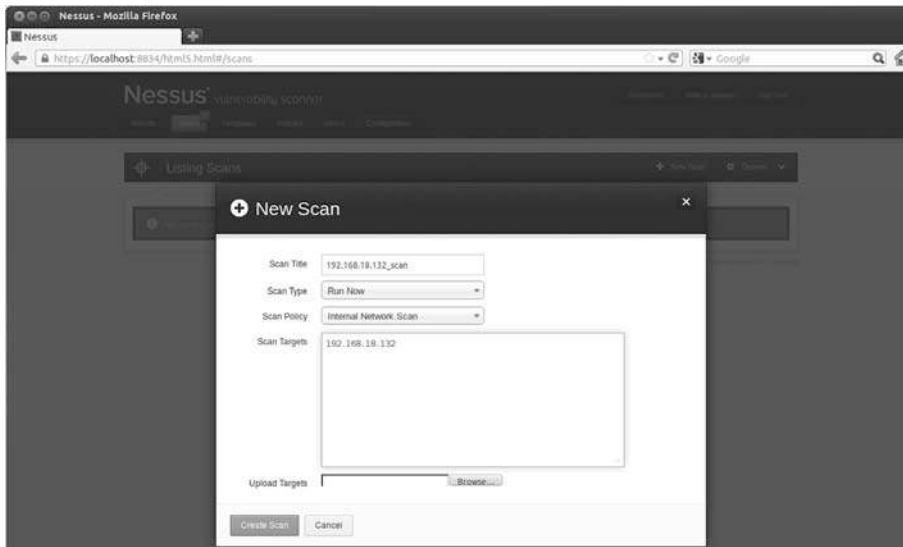 Nessus - Mozilla Firefox
Nessus
https://localhost:8834/html5.html#/scans
Google
Nessus vulnerability scanner
Listing Scans
New Scan
Scan Title 192.168.18.132_scan
Scan Type Run Now
Scan Policy Internal Network Scan
Scan Targets 192.168.18.132
Upload Targets Browse...
Create Scan Cancel